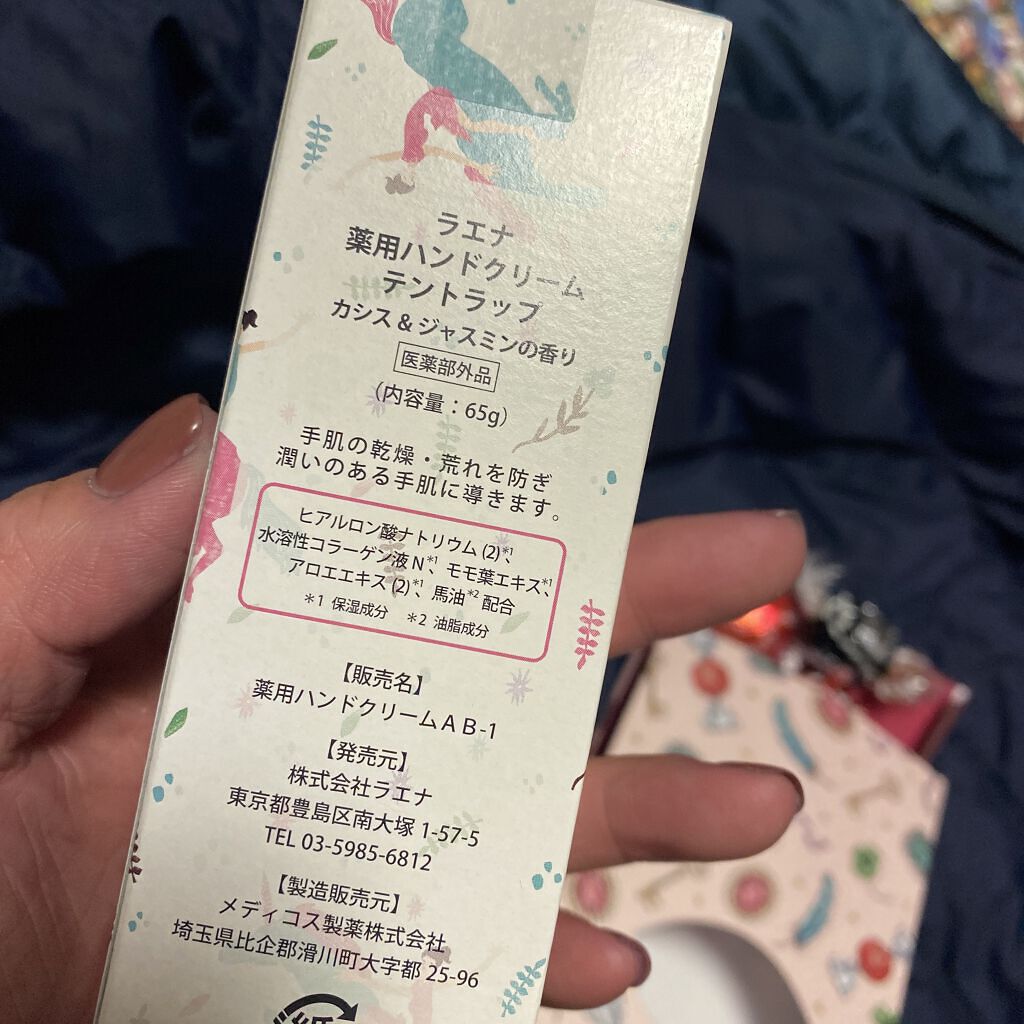 ラエナ
薬用ハンドクリーム
テントラップ
カシス&ジャスミンの香り
医薬部外品
(内容量:65g)
手肌の乾燥・荒れを防ぎ
潤いのある手肌に導きます。
ヒアルロン酸ナトリウム(2)*1、
水溶性コラーゲン液N*1、モモ葉エキス*1、
アロエエキス(2)*1、馬油*2配合
*1 保湿成分 *2 油脂成分
【販売名】
薬用ハンドクリームAB-1
【発売元】
株式会社ラエナ
東京都豊島区南大塚 1-57-5
TEL 03-5985-6812
【製造販売元】
メディコス製薬株式会社
埼玉県比企郡滑川町大字都 25-96
紙